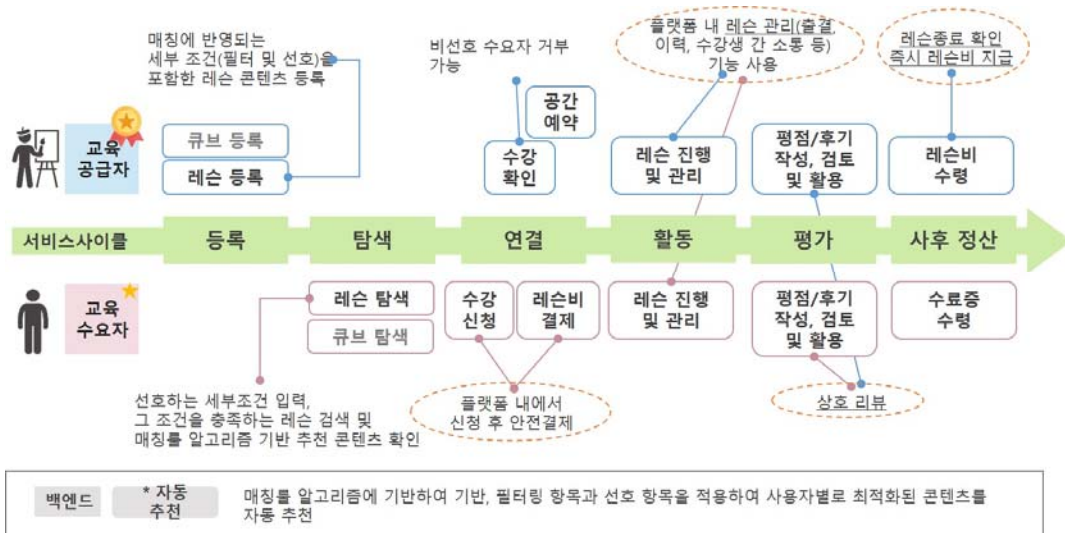 매칭에 반영되는
세부 조건(필터 및 선호)을
포함한 레슨 콘텐츠 등록
비선호 수요자 거부
가능
플랫폼 내 레슨 관리(출결,
이력, 수강생 간 소통 등)
기능 사용
레슨종료 확인
즉시 레슨비 지급
교육
공급자
큐브 등록
레슨 등록
공간
예약
수강
확인
레슨 진행
및 관리
평점/후기
작성, 검토
및 활용
레슨비
수령
서비스사이클
등록
탐색
연결
활동
평가
사후 정산
교육
수요자
레슨 탐색
큐브 탐색
수강
신청
레슨비
결제
레슨 진행
및 관리
평점/후기
작성, 검토
및 활용
수료증
수령
선호하는 세부조건 입력,
그 조건을 충족하는 레슨 검색 및
매칭률 알고리즘 기반 추천 콘텐츠 확인
플랫폼 내에서
신청 후 안전결제
상호 리뷰
백엔드
* 자동
추천
매칭률 알고리즘에 기반하여 기반, 필터링 항목과 선호 항목을 적용하여 사용자별로 최적화된 콘텐츠를
자동 추천